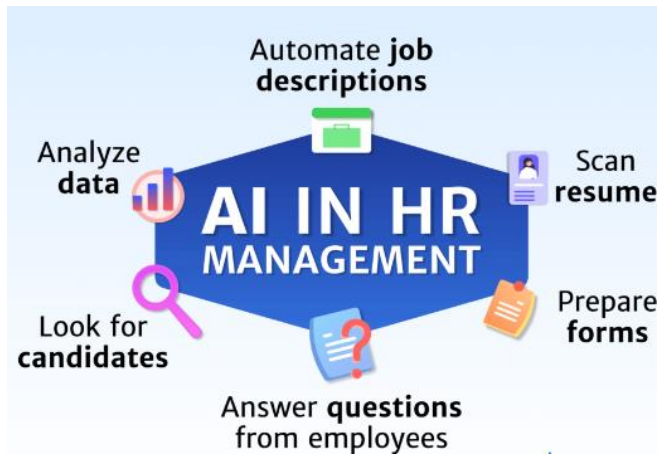 Automate job
descriptions
Analyze
data
Scan
resume
AI IN HR
MANAGEMENT
Look for
candidates
Prepare
forms
Answer questions
from employees